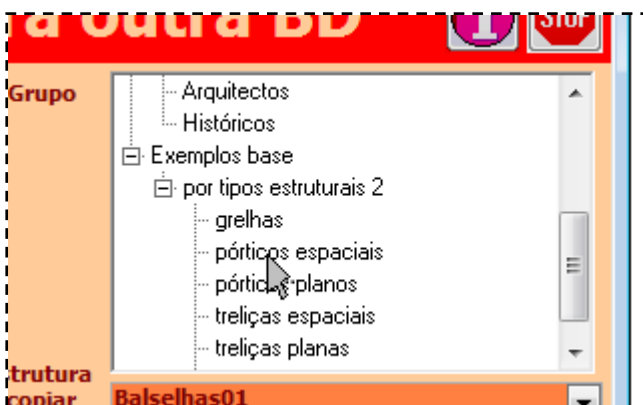 a outra BD
STOP
Grupo
Arquitectos
Históricos
Exemplos base
por tipos estruturais 2
grelhas
pórticos espaciais
pórticos planos
treliças espaciais
treliças planas
trutura
copiar
Balselhas01